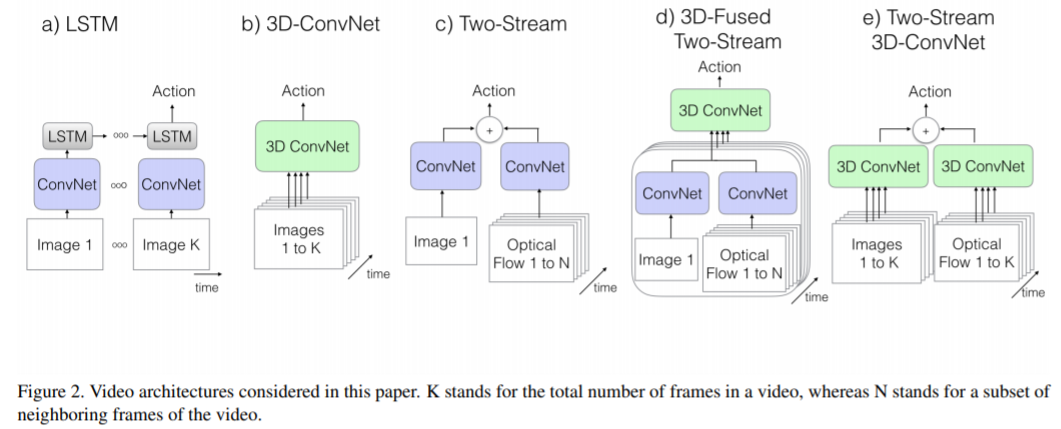 a) LSTM
Action
LSTM
ooo
LSTM
ConvNet
ooo
ConvNet
Image 1
ooo
Image K
time
b) 3D-ConvNet
Action
3D ConvNet
Images
1 to K
time
c) Two-Stream
Action
+
ConvNet
ConvNet
Image 1
Optical
Flow 1 to N
time
d) 3D-Fused
Two-Stream
Action
3D ConvNet
ConvNet
ConvNet
Image 1
Optical
Flow 1 to N
time
e) Two-Stream
3D-ConvNet
Action
+
3D ConvNet
3D ConvNet
Images
1 to K
Optical
Flow 1 to K
time
Figure 2. Video architectures considered in this paper. K stands for the total number of frames in a video, whereas N stands for a subset of
neighboring frames of the video.